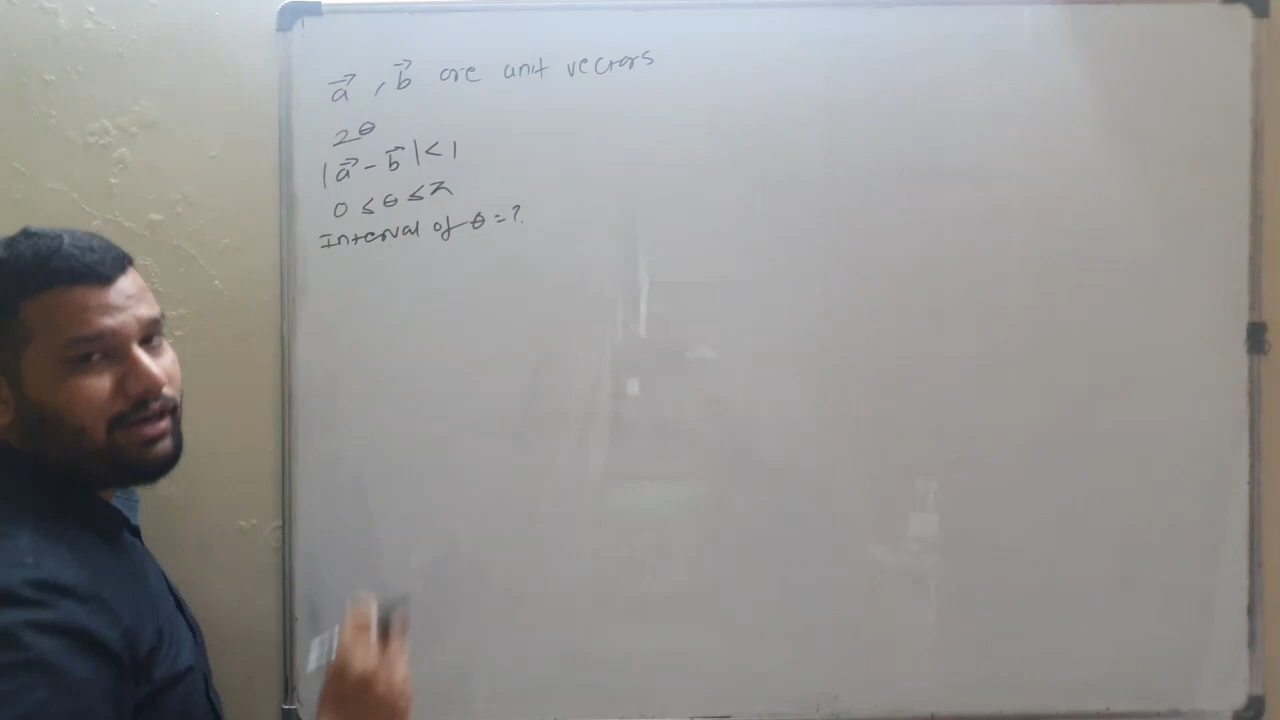 a⃗ , b⃗ are unit vectors
2θ
|a⃗ - b⃗| < 1
0 ≤ θ ≤ π
Interval of θ = ?